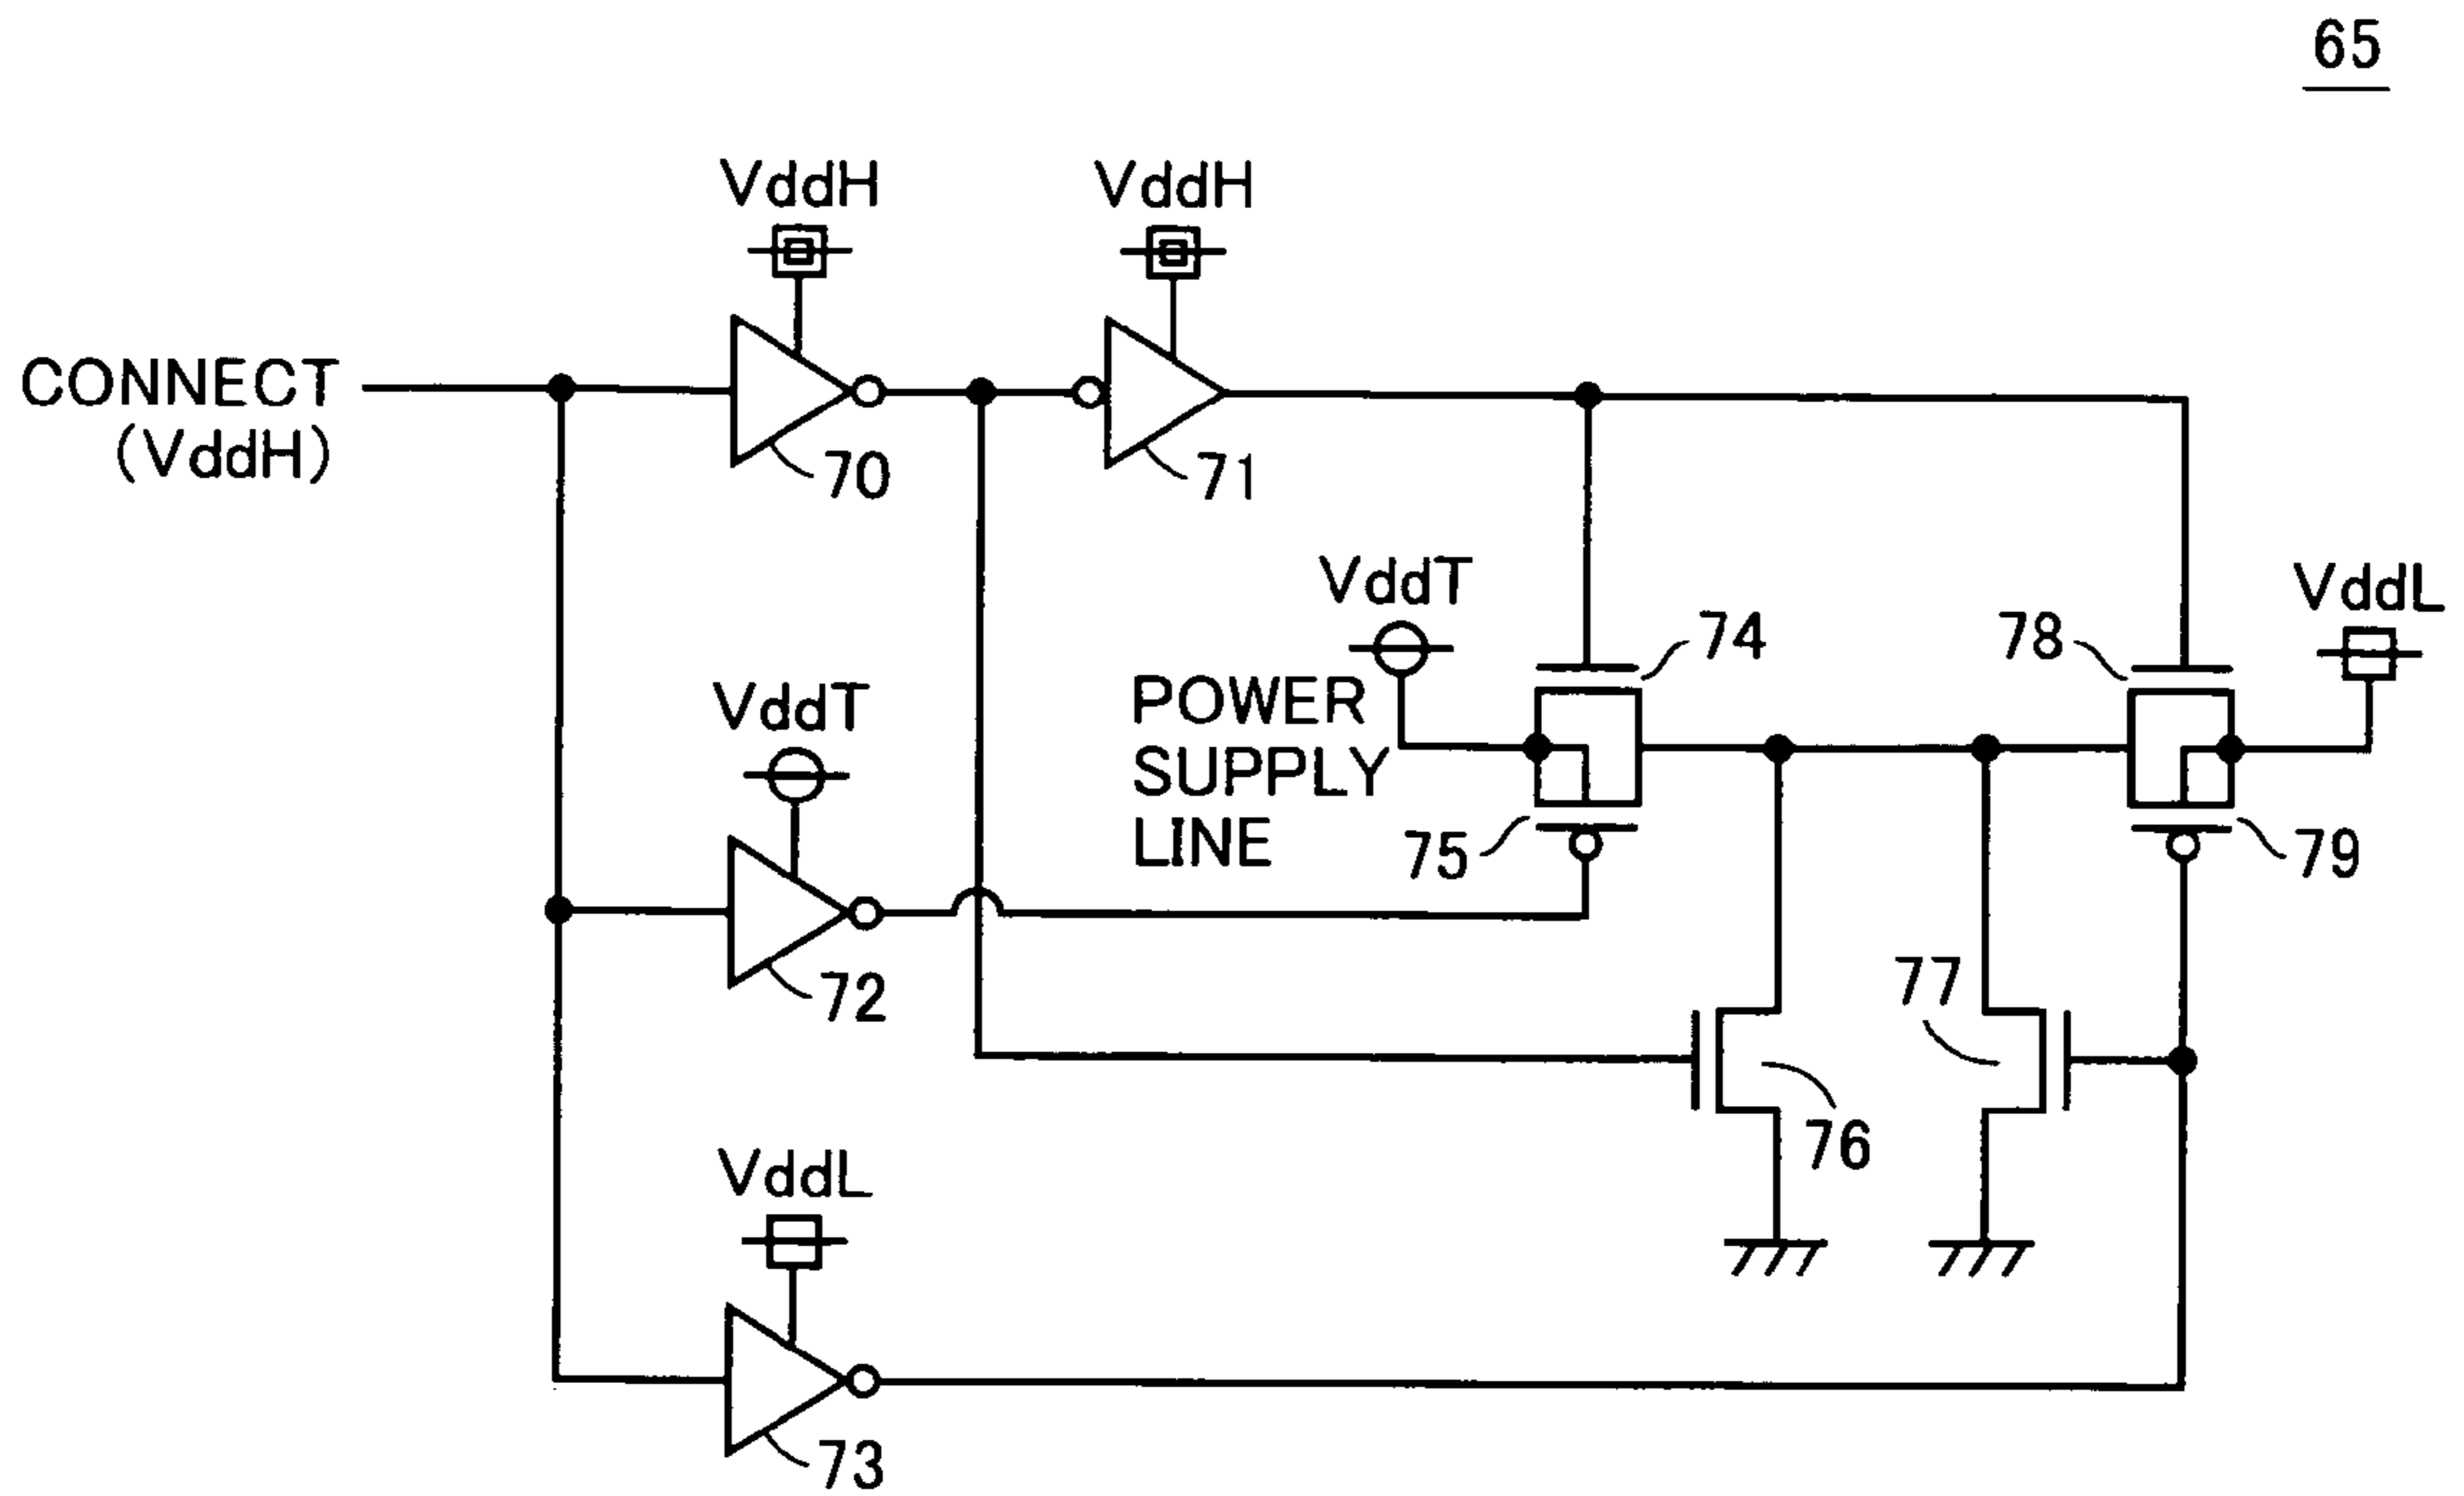 65
VddH
VddH
CONNECT
(VddH)
70
71
VddT
74
78
VddL
POWER
SUPPLY
LINE
VddT
75
79
72
77
76
VddL
73